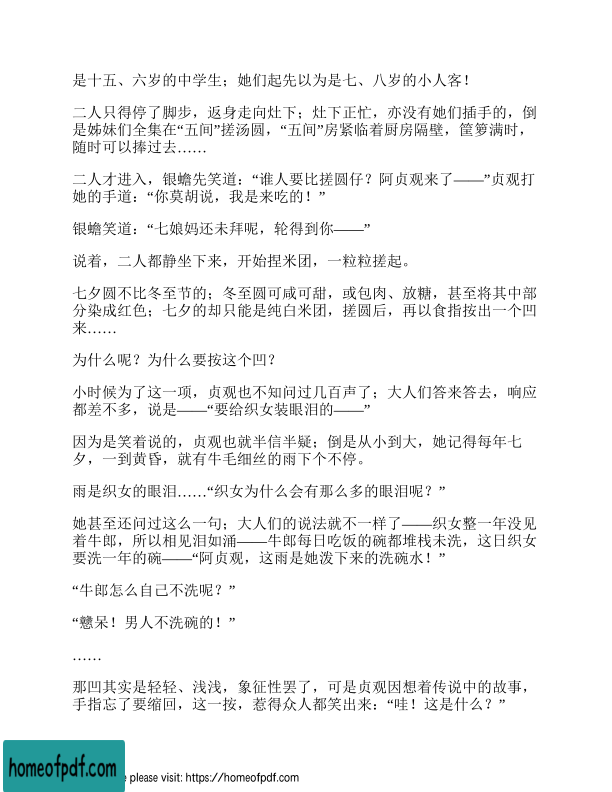 是十五、六岁的中学生；她们起先以为是七、八岁的小人客！
二人只得停了脚步，返身走向灶下；灶下正忙，亦没有她们插手的，倒
是姊妹们全集在“五间”搓汤圆，“五间”房紧临着厨房隔壁，筐箩满时，
随时可以捧过去……
二人才进入，银蟾先笑道：“谁人要比搓圆仔？阿贞观来了——”贞观打
她的手道：“你莫胡说，我是来吃的！”
银蟾笑道：“七娘妈还未拜呢，轮得到你——”
说着，二人都静坐下来，开始捏米团，一粒粒搓起。
七夕圆不比冬至节的；冬至圆可咸可甜，或包肉、放糖，甚至将其中部
分染成红色；七夕的却只能是纯白米团，搓圆后，再以食指按出一个凹
来……
为什么呢？为什么要按这个凹？
小时候为了这一项，贞观也不知问过几百声了；大人们答来答去，响应
都差不多，说是——“要给织女装眼泪的——”
因为是笑着说的，贞观也就半信半疑；倒是从小到大，她记得每年七
夕，一到黄昏，就有牛毛细丝的雨下个不停。
雨是织女的眼泪……“织女为什么会有那么多的眼泪呢？”
她甚至还问过这么一句；大人们的说法就不一样了——织女整一年没见
着牛郎，所以相见泪如涌——牛郎每日吃饭的碗都堆栈未洗，这日织女
要洗一年的碗——“阿贞观，这雨是她泼下来的洗碗水！”
“牛郎怎么自己不洗呢？”
“戆呆！男人不洗碗的！”
……
那凹其实是轻轻、浅浅，象征性罢了，可是贞观因想着传说中的故事，
手指忘了要缩回，这一按，惹得众人都笑出来：“哇！这是什么？”
homeofpdf.com
e please visit: https://homeofpdf.com